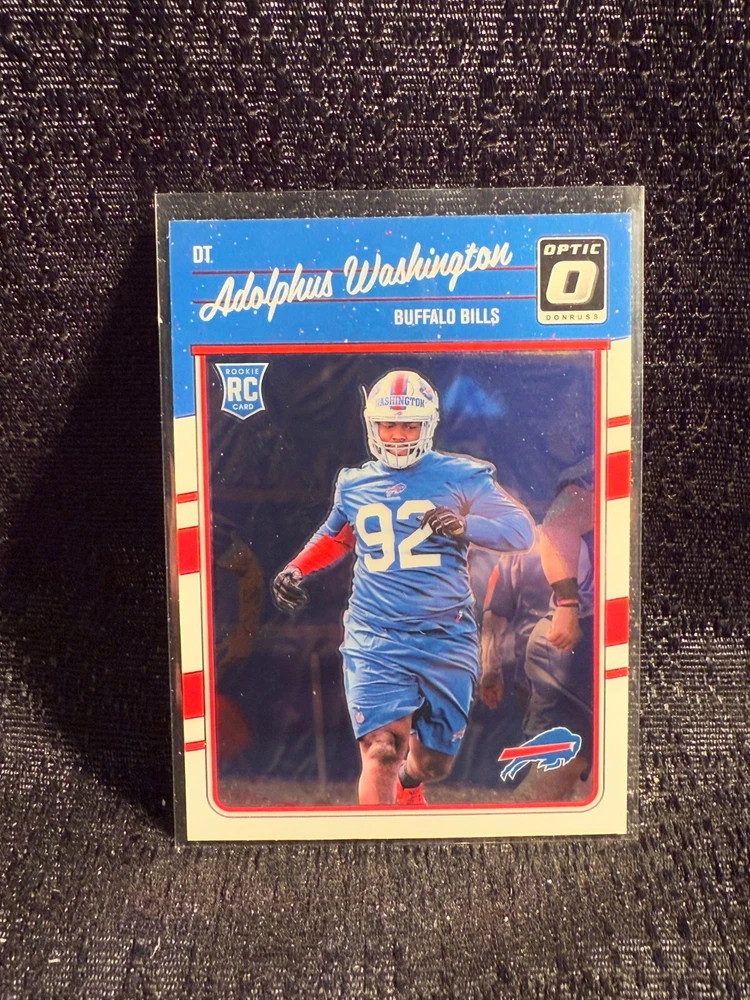 DT.
Adolphus Washington
BUFFALO BILLS
OPTIC
O
DONRUSS
ROOKIE
RC
CARD
WASHINGTON
92